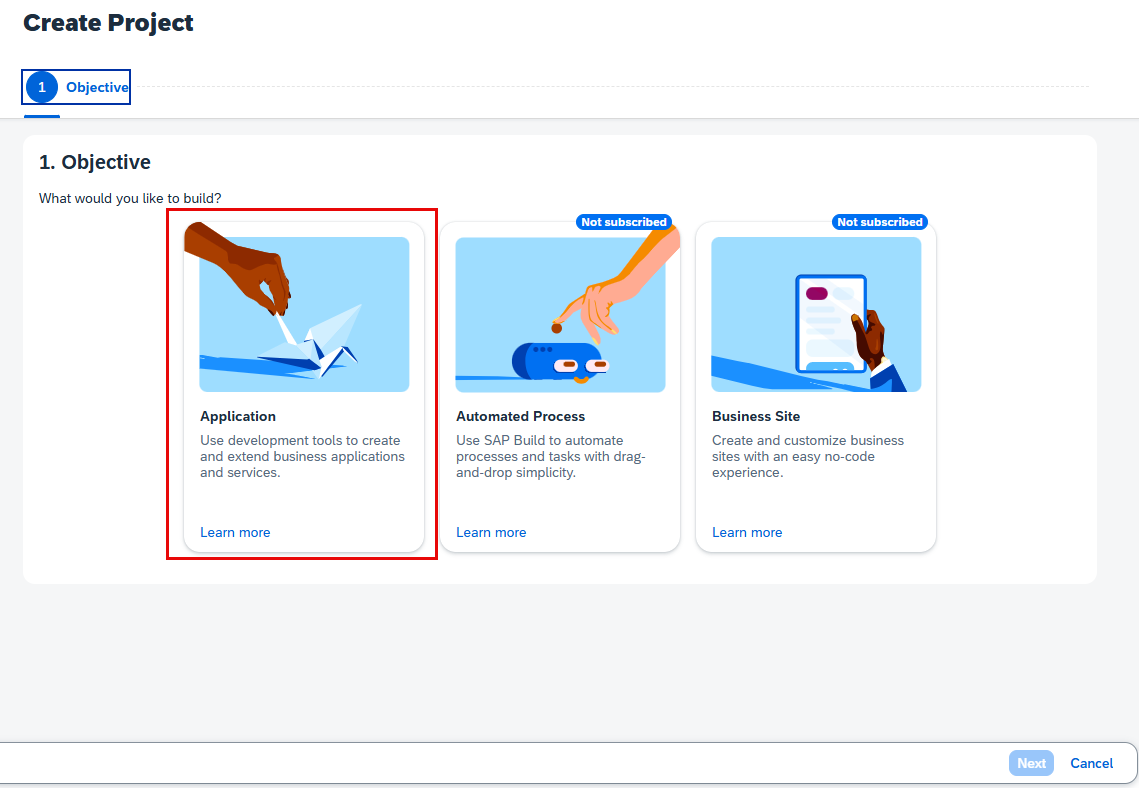 Create Project
1 Objective
1. Objective
What would you like to build?
Application
Use development tools to create
and extend business applications
and services.
Learn more
Not subscribed
Automated Process
Use SAP Build to automate
processes and tasks with drag-
and-drop simplicity.
Learn more
Not subscribed
Business Site
Create and customize business
sites with an easy no-code
experience.
Learn more
Next Cancel